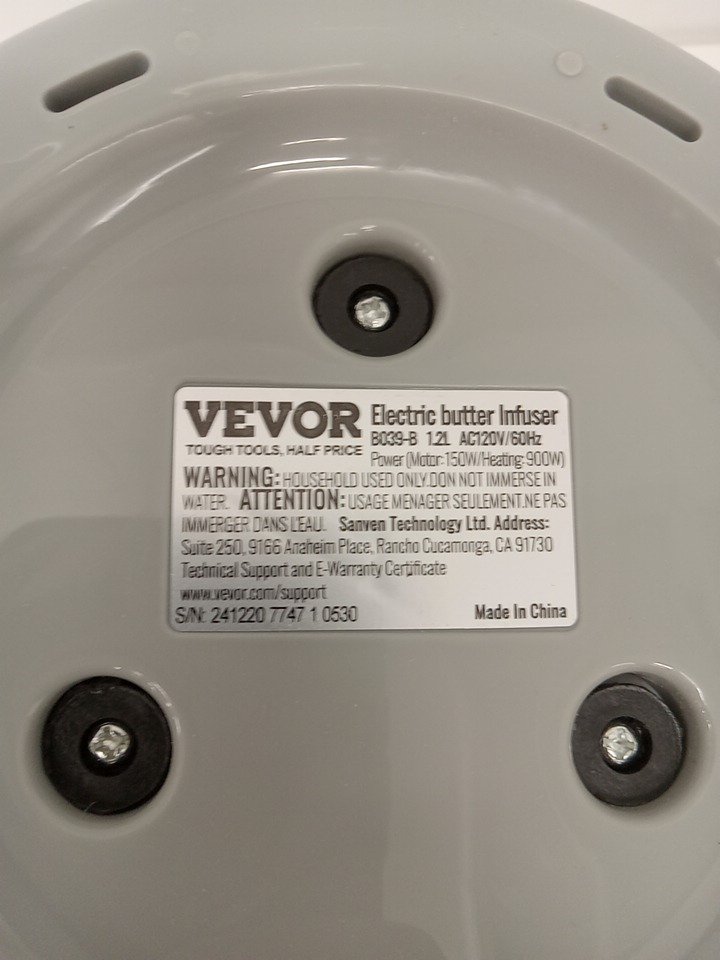 VEVOR
TOUGH TOOLS, HALF PRICE
Electric butter Infuser
B039-B 1.2L AC120V/60Hz
Power (Motor:150W/Heating:900W)
WARNING: HOUSEHOLD USED ONLY.DON NOT IMMERSE IN
WATER. ATTENTION: USAGE MENAGER SEULEMENT.NE PAS
IMMERGER DANS L'EAU. Sanven Technology Ltd. Address:
Suite 250, 9166 Anaheim Place, Rancho Cucamonga, CA 91730
Technical Support and E-Warranty Certificate
www.vevor.com/support
S/N: 241220 7747 1 0530 Made In China